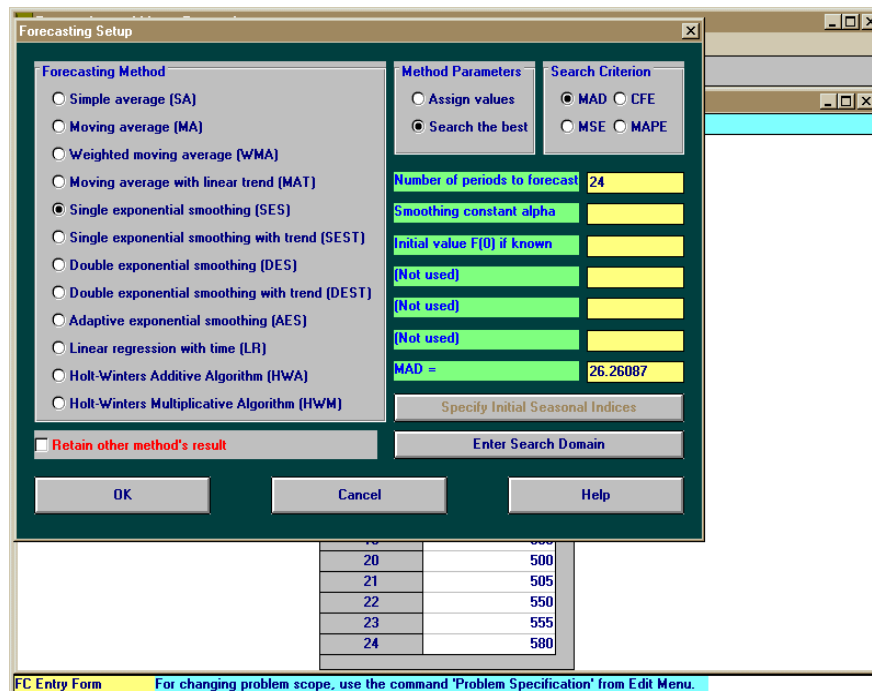 Forecasting Setup
Forecasting Method
Simple average (SA)
Moving average (MA)
Weighted moving average (WMA)
Moving average with linear trend (MAT)
Single exponential smoothing (SES)
Single exponential smoothing with trend (SEST)
Double exponential smoothing (DES)
Double exponential smoothing with trend (DEST)
Adaptive exponential smoothing (AES)
Linear regression with time (LR)
Holt-Winters Additive Algorithm (HWA)
Holt-Winters Multiplicative Algorithm (HWM)
Retain other method's result
Method Parameters
Assign values
Search the best
Search Criterion
MAD CFE
MSE MAPE
Number of periods to forecast 24
Smoothing constant alpha
Initial value F(0) if known
(Not used)
(Not used)
(Not used)
MAD = 26.26087
Specify Initial Seasonal Indices
Enter Search Domain
OK Cancel Help
20 500
21 505
22 550
23 555
24 580
FC Entry Form For changing problem scope, use the command 'Problem Specification' from Edit Menu.